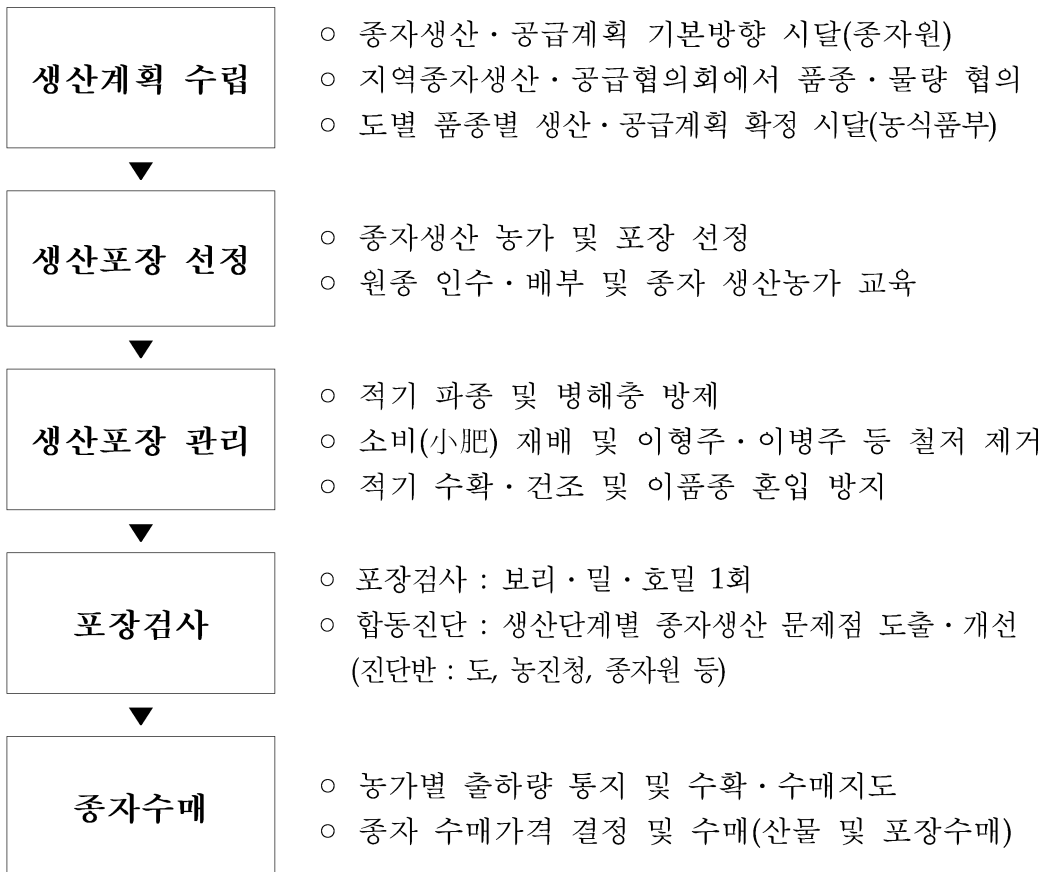 생산계획 수립
○ 종자생산·공급계획 기본방향 시달(종자원)
○ 지역종자생산·공급협의회에서 품종·물량 협의
○ 도별 품종별 생산·공급계획 확정 시달(농식품부)
▼
생산포장 선정
○ 종자생산 농가 및 포장 선정
○ 원종 인수·배부 및 종자 생산농가 교육
▼
생산포장 관리
○ 적기 파종 및 병해충 방제
○ 소비(小肥) 재배 및 이형주·이병주 등 철저 제거
○ 적기 수확·건조 및 이품종 혼입 방지
▼
포장검사
○ 포장검사 : 보리·밀·호밀 1회
○ 합동진단 : 생산단계별 종자생산 문제점 도출·개선
(진단반 : 도, 농진청, 종자원 등)
▼
종자수매
○ 농가별 출하량 통지 및 수확·수매지도
○ 종자 수매가격 결정 및 수매(산물 및 포장수매)